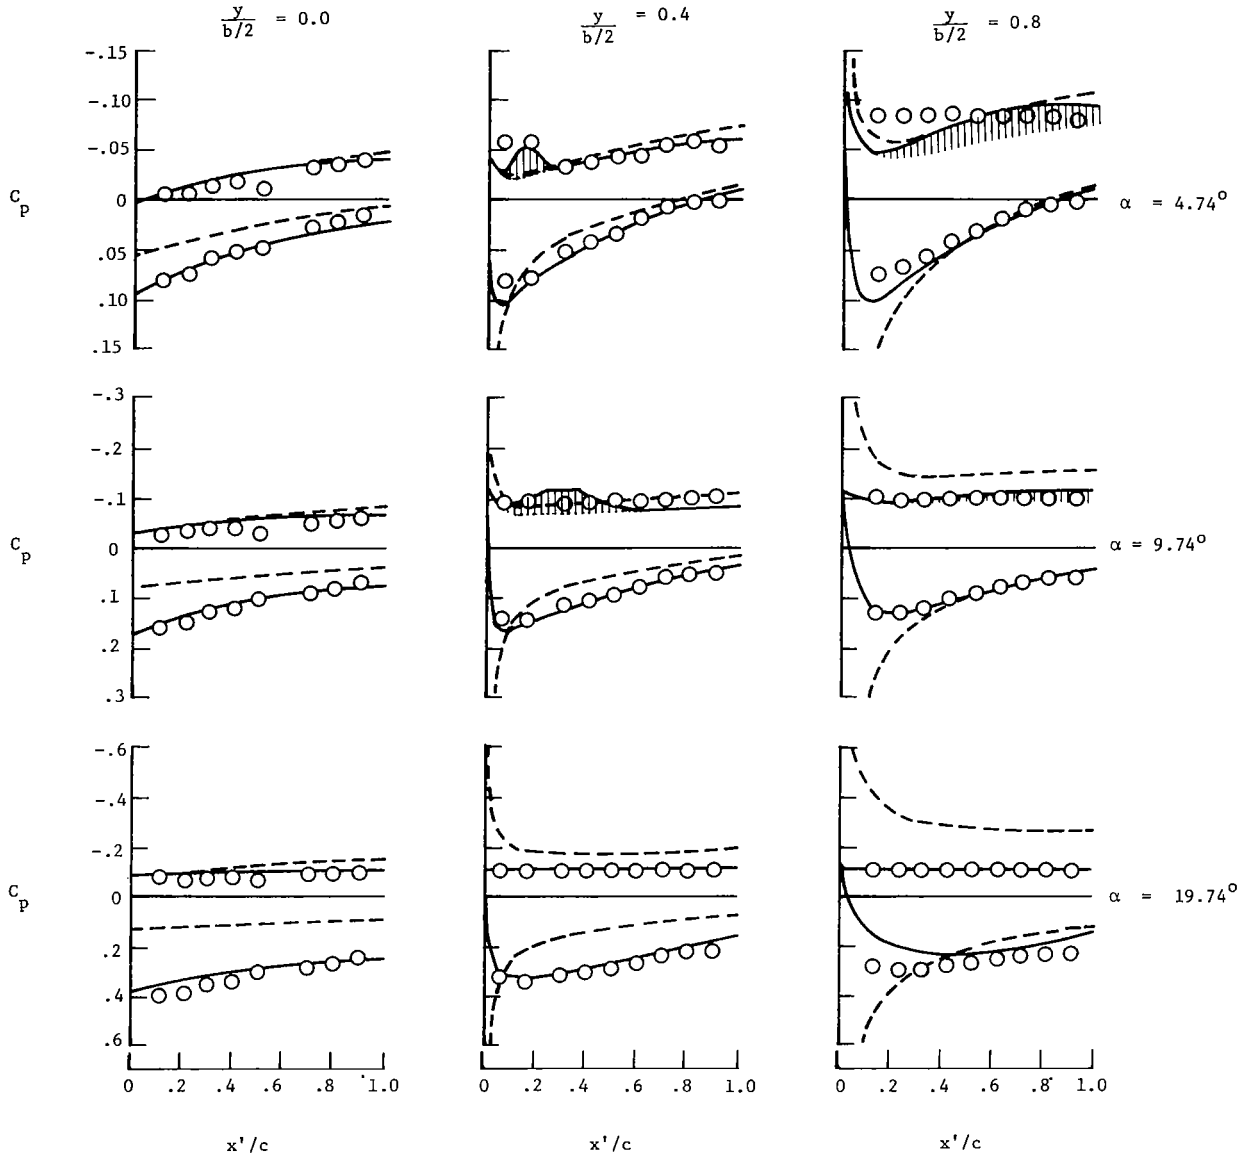 y/b/2 = 0.0
y/b/2 = 0.4
y/b/2 = 0.8
-.15
-.10
-.05
0
.05
.10
.15
Cp
α = 4.74°
-.3
-.2
-.1
0
.1
.2
.3
Cp
α = 9.74°
-.6
-.4
-.2
0
.2
.4
.6
Cp
α = 19.74°
0 .2 .4 .6 .8 1.0
0 .2 .4 .6 .8 1.0
0 .2 .4 .6 .8 1.0
x'/c
x'/c
x'/c